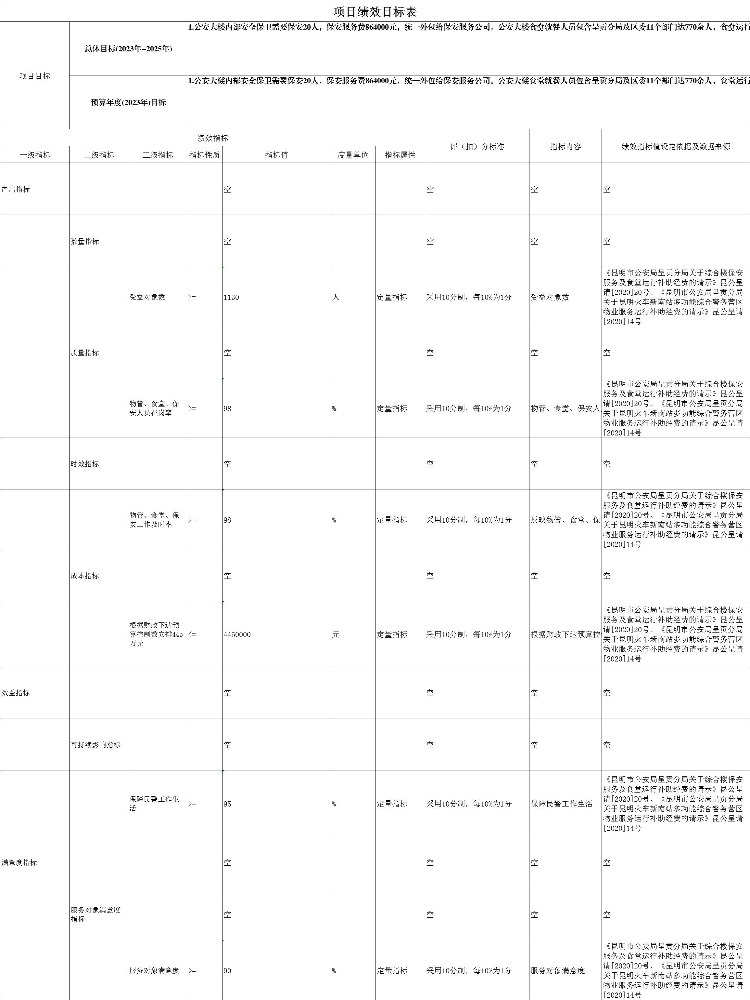 项目绩效目标表
项目目标
总体目标(2023年-2025年)
1.公安大楼内部安全保卫需要保安20人，保安服务费864000元，统一外包给保安服务公司。公安大楼食堂就餐人员包含呈贡分局及区委11个部门达770余人，食堂运行
预算年度(2023年)目标
1.公安大楼内部安全保卫需要保安20人，保安服务费864000元，统一外包给保安服务公司。公安大楼食堂就餐人员包含呈贡分局及区委11个部门达770余人，食堂运行
绩效指标 评（扣）分标准 指标内容 绩效指标值设定依据及数据来源
一级指标 二级指标 三级指标 指标性质 指标值 度量单位 指标属性
产出指标 空 空 空 空
数量指标 空 空 空 空
受益对象数 >= 1130 人 定量指标 采用10分制，每10%为1分 受益对象数
《昆明市公安局呈贡分局关于综合楼保安
服务及食堂运行补助经费的请示》昆公呈
请[2020]20号、《昆明市公安局呈贡分局
关于昆明火车新南站多功能综合警务营区
物业服务运行补助经费的请示》昆公呈请
[2020]14号
质量指标 空 空 空 空
物管、食堂、保
安人员在岗率
>= 98 % 定量指标 采用10分制，每10%为1分 物管、食堂、保安人
《昆明市公安局呈贡分局关于综合楼保安
服务及食堂运行补助经费的请示》昆公呈
请[2020]20号、《昆明市公安局呈贡分局
关于昆明火车新南站多功能综合警务营区
物业服务运行补助经费的请示》昆公呈请
[2020]14号
时效指标 空 空 空 空
物管、食堂、保
安工作及时率
>= 98 % 定量指标 采用10分制，每10%为1分 反映物管、食堂、保
《昆明市公安局呈贡分局关于综合楼保安
服务及食堂运行补助经费的请示》昆公呈
请[2020]20号、《昆明市公安局呈贡分局
关于昆明火车新南站多功能综合警务营区
物业服务运行补助经费的请示》昆公呈请
[2020]14号
成本指标 空 空 空 空
根据财政下达预
算控制数安排445
万元
<= 4450000 元 定量指标 采用10分制，每10%为1分 根据财政下达预算控
《昆明市公安局呈贡分局关于综合楼保安
服务及食堂运行补助经费的请示》昆公呈
请[2020]20号、《昆明市公安局呈贡分局
关于昆明火车新南站多功能综合警务营区
物业服务运行补助经费的请示》昆公呈请
[2020]14号
效益指标 空 空 空 空
可持续影响指标 空 空 空 空
保障民警工作生
活
>= 95 % 定量指标 采用10分制，每10%为1分 保障民警工作生活
《昆明市公安局呈贡分局关于综合楼保安
服务及食堂运行补助经费的请示》昆公呈
请[2020]20号、《昆明市公安局呈贡分局
关于昆明火车新南站多功能综合警务营区
物业服务运行补助经费的请示》昆公呈请
[2020]14号
满意度指标 空 空 空 空
服务对象满意度
指标
空 空 空 空
服务对象满意度 >= 90 % 定量指标 采用10分制，每10%为1分 服务对象满意度
《昆明市公安局呈贡分局关于综合楼保安
服务及食堂运行补助经费的请示》昆公呈
请[2020]20号、《昆明市公安局呈贡分局
关于昆明火车新南站多功能综合警务营区
物业服务运行补助经费的请示》昆公呈请
[2020]14号